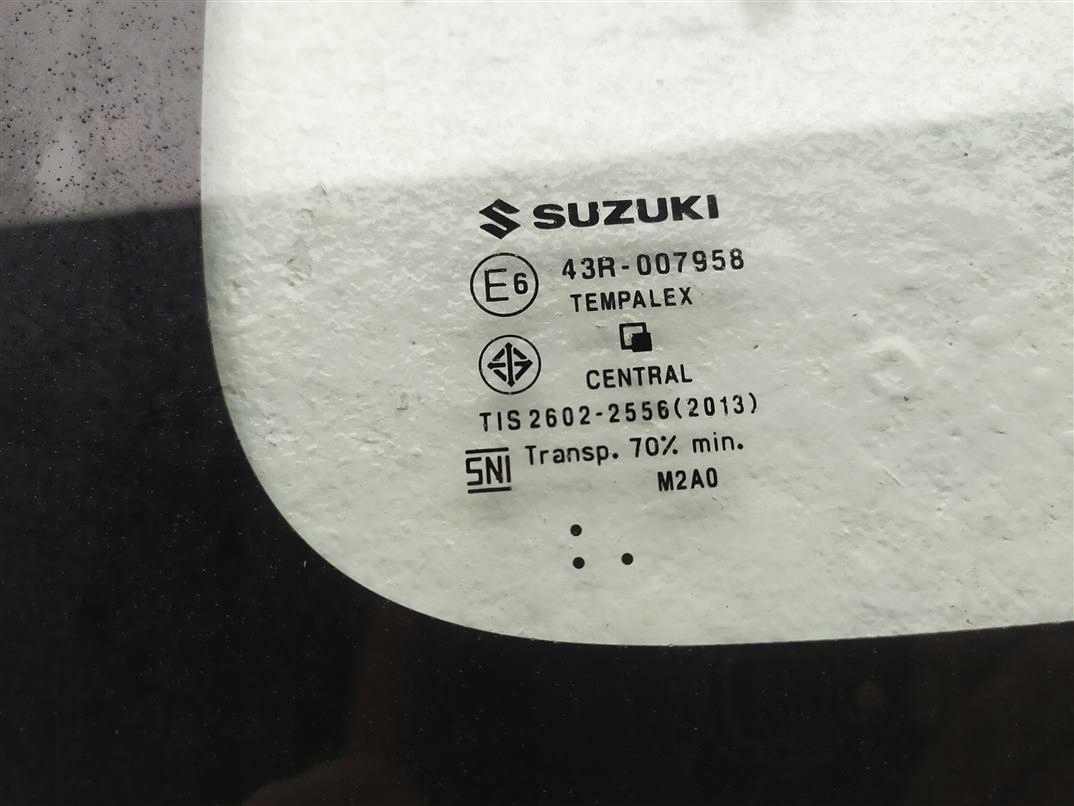 SUZUKI
E6 43R-007958
TEMPALEX
CENTRAL
TIS 2602-2556(2013)
SNI Transp. 70% min.
M2A0